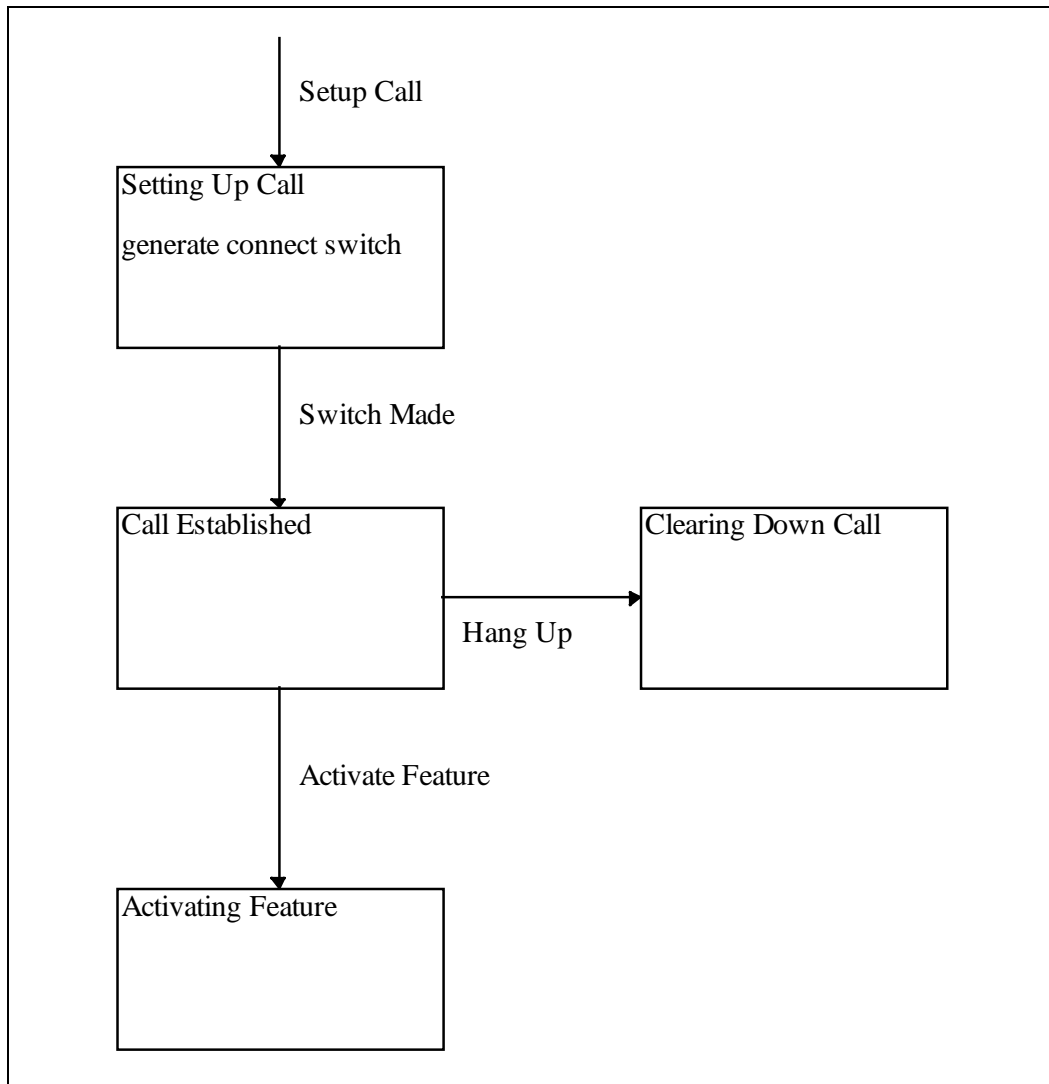 Setup Call
Setting Up Call
generate connect switch
Switch Made
Call Established
Clearing Down Call
Hang Up
Activate Feature
Activating Feature